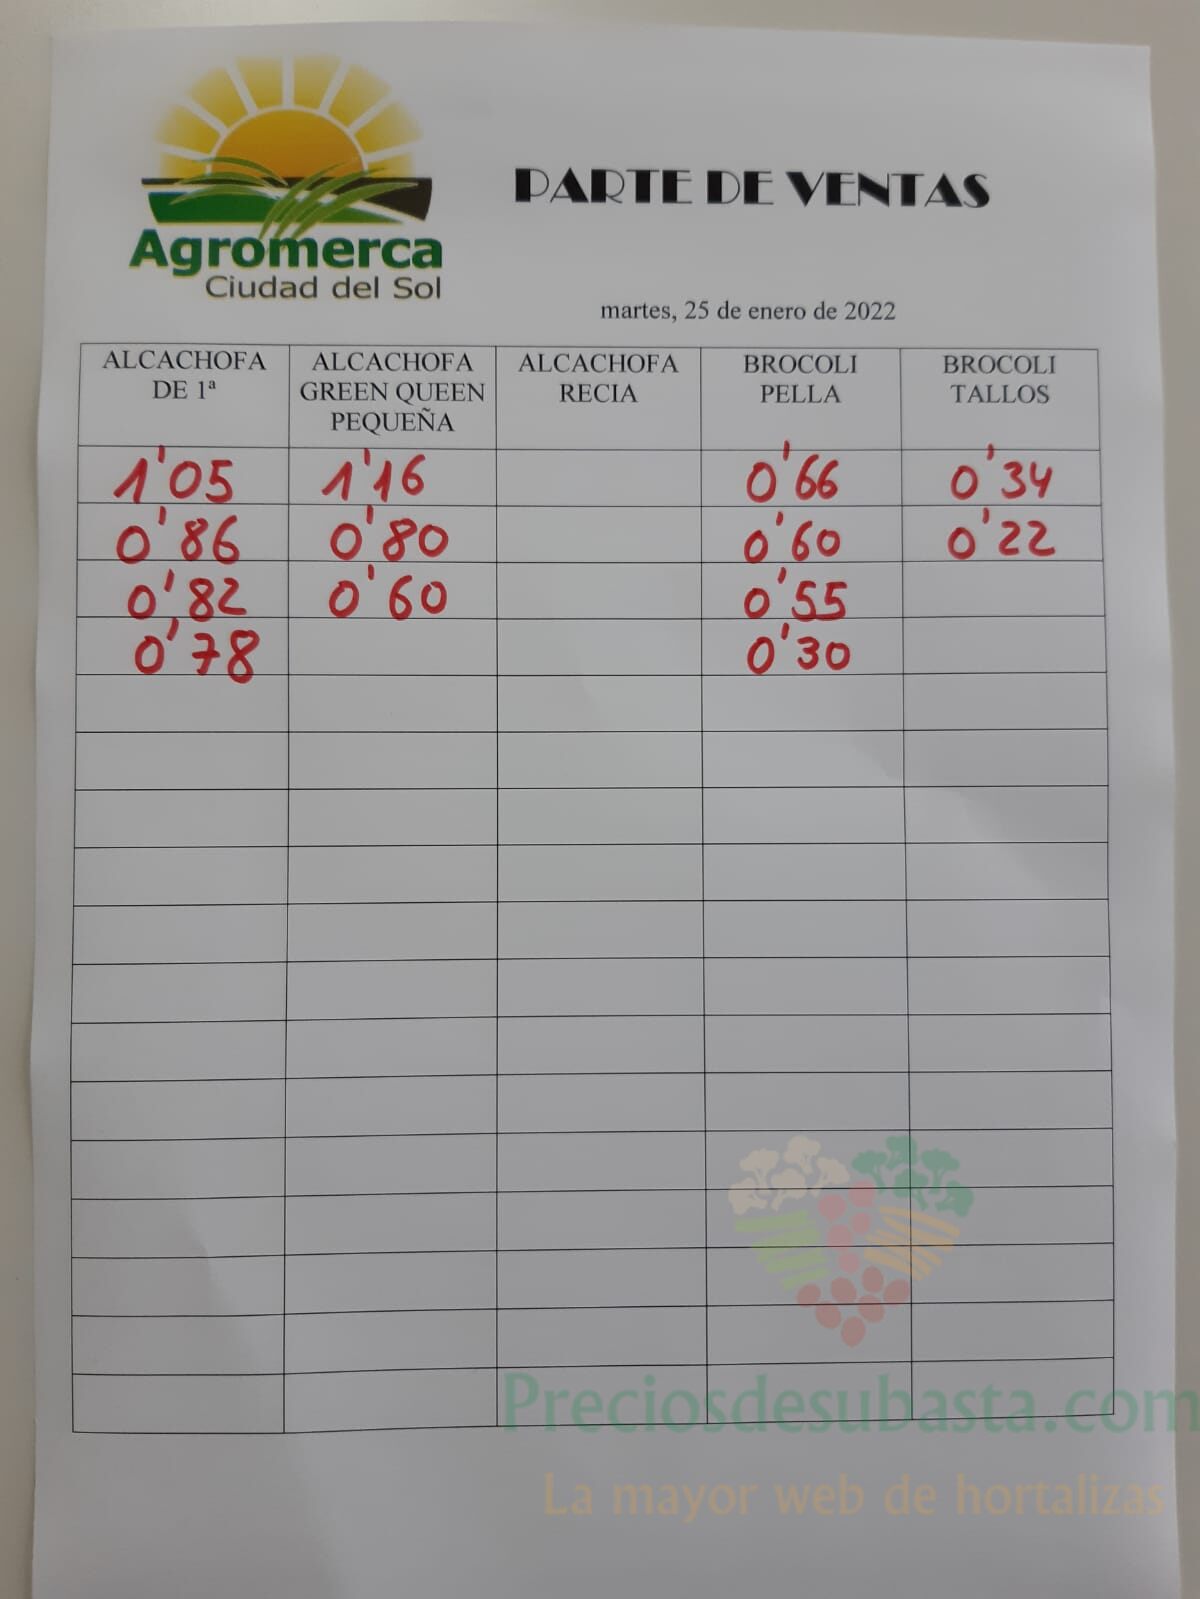 Agromerca
Ciudad del Sol
PARTE DE VENTAS
martes, 25 de enero de 2022
ALCACHOFA DE 1ª
ALCACHOFA GREEN QUEEN PEQUEÑA
ALCACHOFA RECIA
BROCOLI PELLA
BROCOLI TALLOS
1'05 1'16 0'66 0'34
0'86 0'80 0'60 0'22
0'82 0'60 0'55
0'78 0'30
Preciosdesubasta.com
La mayor web de hortalizas